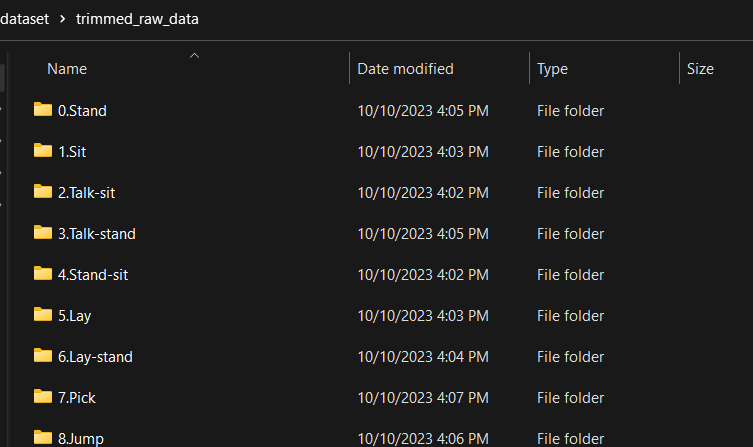 dataset > trimmed_raw_data
Name Date modified Type Size
0.Stand 10/10/2023 4:05 PM File folder
1.Sit 10/10/2023 4:03 PM File folder
2.Talk-sit 10/10/2023 4:02 PM File folder
3.Talk-stand 10/10/2023 4:05 PM File folder
4.Stand-sit 10/10/2023 4:02 PM File folder
5.Lay 10/10/2023 4:03 PM File folder
6.Lay-stand 10/10/2023 4:04 PM File folder
7.Pick 10/10/2023 4:07 PM File folder
8.Jump 10/10/2023 4:06 PM File folder